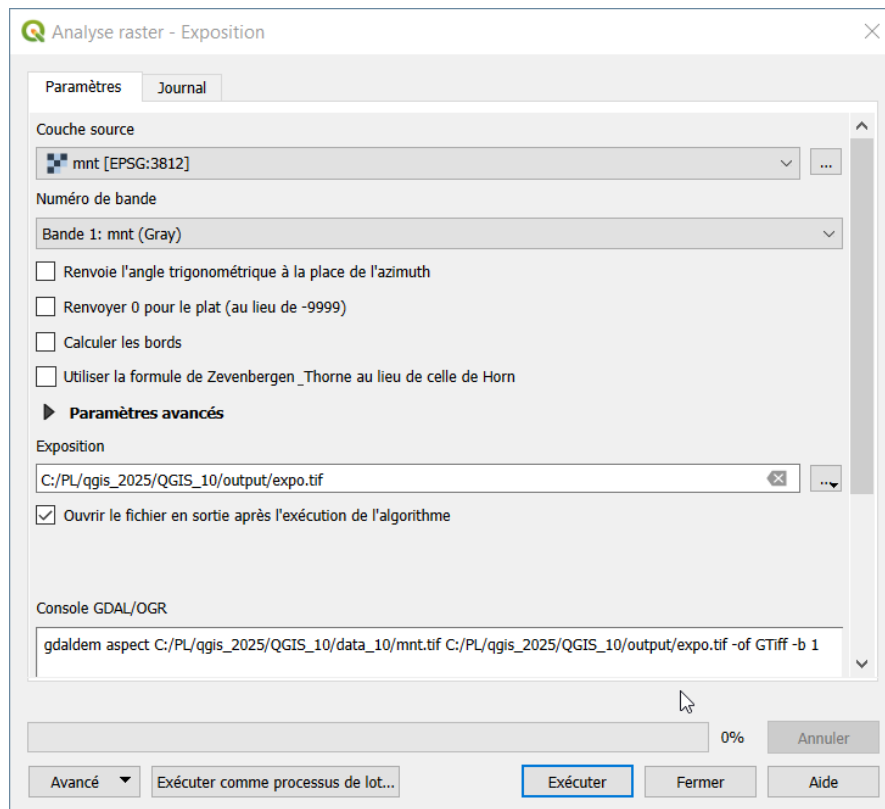 Analyse raster - Exposition
Paramètres Journal
Couche source
mnt [EPSG:3812]
...
Numéro de bande
Bande 1: mnt (Gray)
Renvoie l'angle trigonométrique à la place de l'azimuth
Renvoyer 0 pour le plat (au lieu de -9999)
Calculer les bords
Utiliser la formule de Zevenbergen_Thorne au lieu de celle de Horn
Paramètres avancés
Exposition
C:/PL/qgis_2025/QGIS_10/output/expo.tif
...
Ouvrir le fichier en sortie après l'exécution de l'algorithme
Console GDAL/OGR
gdaldem aspect C:/PL/qgis_2025/QGIS_10/data_10/mnt.tif C:/PL/qgis_2025/QGIS_10/output/expo.tif -of GTiff -b 1
0% Annuler
Avancé Exécuter comme processus de lot... Exécuter Fermer Aide